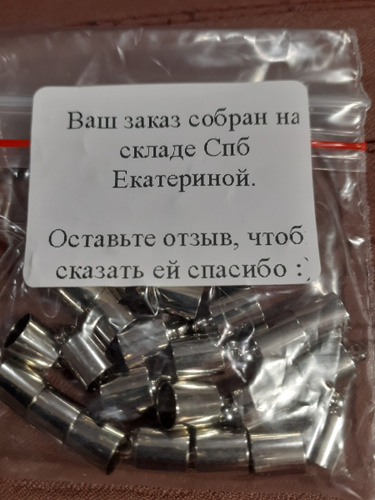 Ваш заказ собран на
складе Спб
Екатериной.
Оставьте отзыв, чтоб
сказать ей спасибо :)